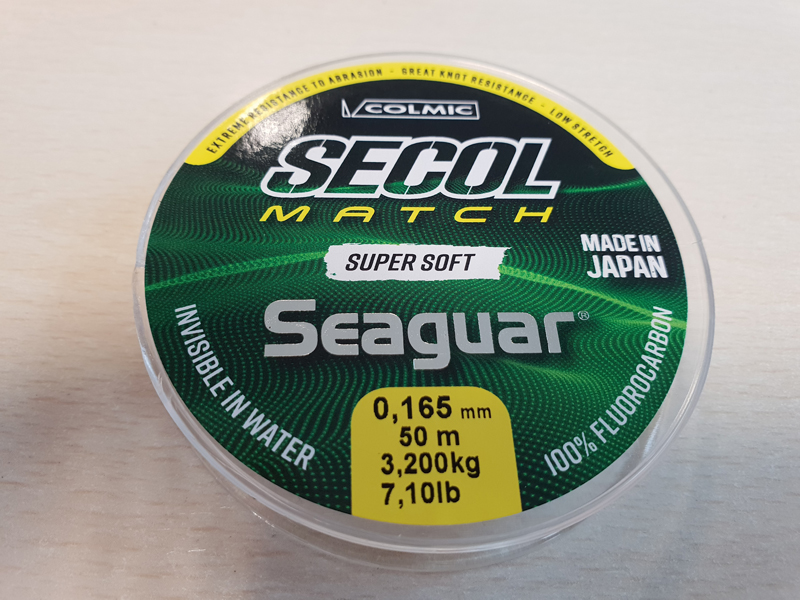 EXTREME RESISTANCE TO ABRASION - GREAT KNOT RESISTANCE - LOW STRETCH
COLMIC
SECOL
MATCH
SUPER SOFT
MADE IN
JAPAN
Seaguar®
INVISIBLE IN WATER
100% FLUOROCARBON
0,165 mm
50 m
3,200kg
7,10lb